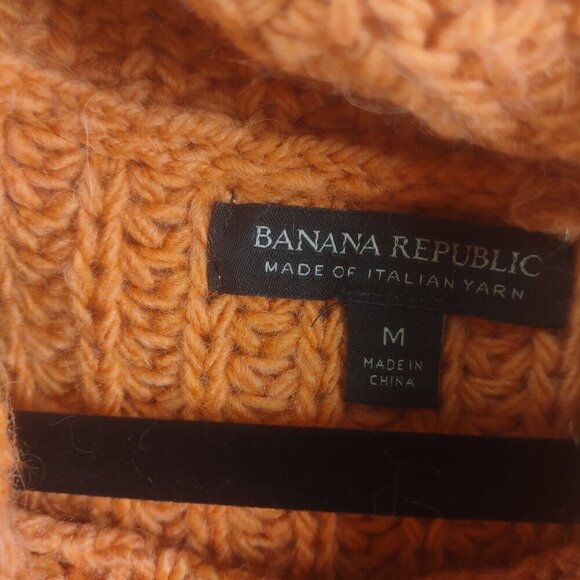 BANANA REPUBLIC
MADE OF ITALIAN YARN
M
MADE IN
CHINA